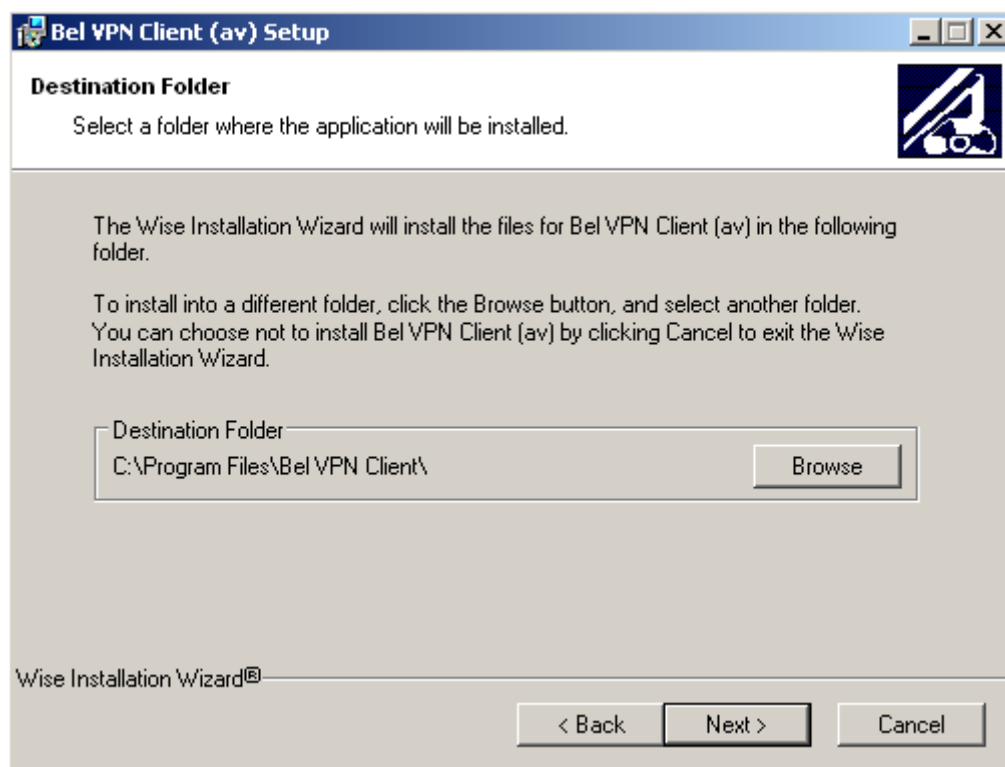 Bel VPN Client (av) Setup
Destination Folder
Select a folder where the application will be installed.
The Wise Installation Wizard will install the files for Bel VPN Client (av) in the following
folder.
To install into a different folder, click the Browse button, and select another folder.
You can choose not to install Bel VPN Client (av) by clicking Cancel to exit the Wise
Installation Wizard.
Destination Folder
C:\Program Files\Bel VPN Client\
Browse
Wise Installation Wizard®
< Back
Next >
Cancel